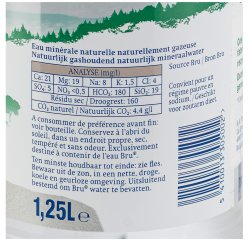 Eau minérale naturelle naturellement gazeuse
Natuurlijk gashoudend natuurlijk mineraalwater
ANALYSE (mg/l)
Ca: 21 Mg: 19 Na: 8 K: 1.5 Cl: 4
SO₄: 5 NO₃ <0.5 HCO₃: 180 SiO₂: 19
Résidu sec / Droogrest: 160
CO₂ naturel / Natuurlijk CO₂: 4.4 g/l
Source Bru / Bron Bru
Convient pour un
régime pauvre en
sodium. / Geschikt
voor een
voor zoutarm dieet.
A consommer de préférence avant fin:
voir bouteille. Conservez à l'abri du
soleil, dans un endroit propre, sec,
tempéré et sans odeur. Exclusivement
destiné à contenir de l'eau Bru®.
Ten minste houdbaar tot einde: zie fles.
Bewaar uit de zon, in een nette, droge,
koele en geurloze omgeving. Uitsluitend
bestemd om Bru® water te bevatten.
1,25L℮